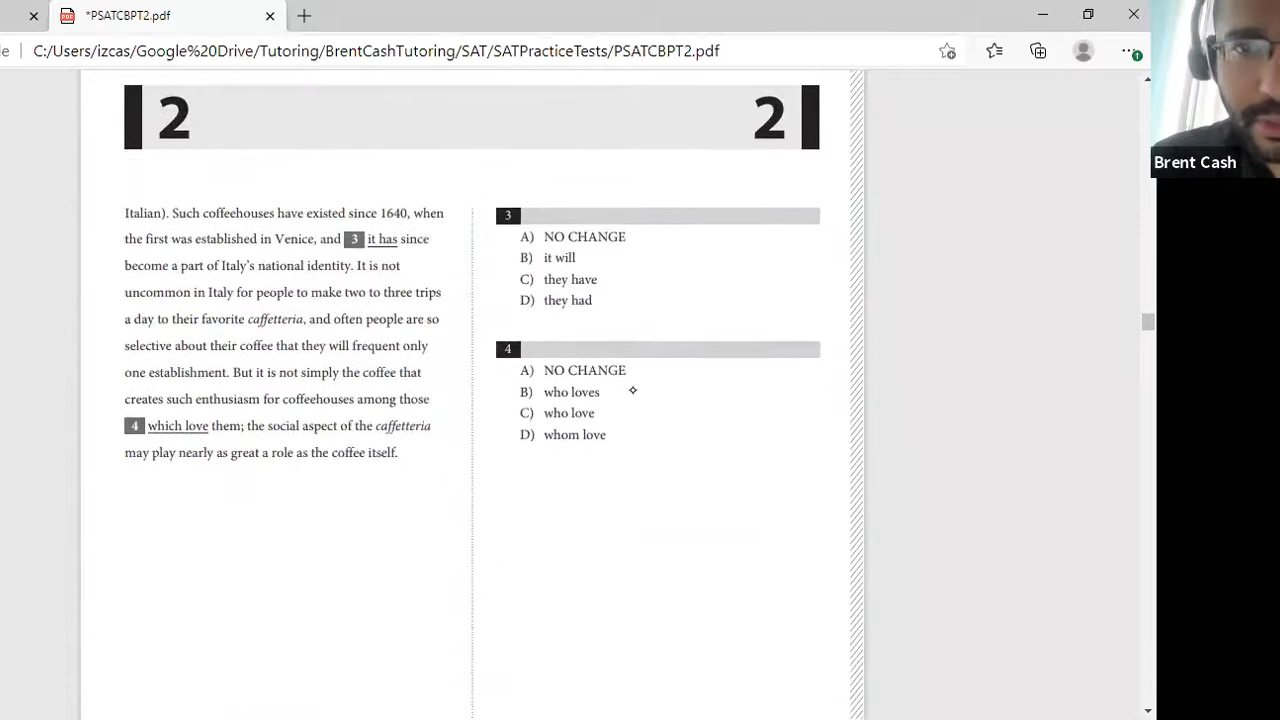 *PSATCBPT2.pdf
C:/Users/izcas/Google%20Drive/Tutoring/BrentCashTutoring/SAT/SATPracticeTests/PSATCBPT2.pdf
2
2
Brent Cash
Italian). Such coffeehouses have existed since 1640, when
the first was established in Venice, and 3 it has since
become a part of Italy's national identity. It is not
uncommon in Italy for people to make two to three trips
a day to their favorite caffetteria, and often people are so
selective about their coffee that they will frequent only
one establishment. But it is not simply the coffee that
creates such enthusiasm for coffeehouses among those
4 which love them; the social aspect of the caffetteria
may play nearly as great a role as the coffee itself.
3
A) NO CHANGE
B) it will
C) they have
D) they had
4
A) NO CHANGE
B) who loves
C) who love
D) whom love